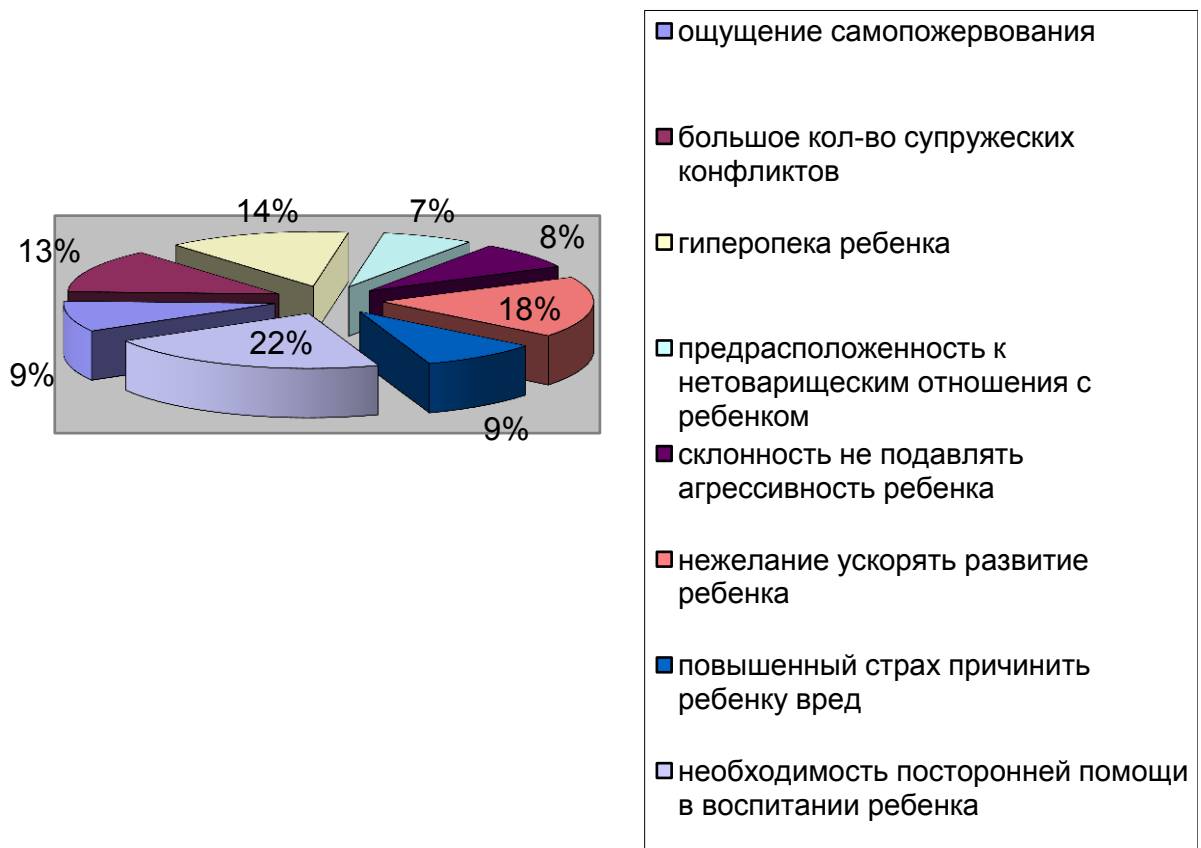 14%
7%
13%
8%
18%
22%
9%
9%
ощущение самопожервования
большое кол-во супружеских
конфликтов
гиперопека ребенка
предрасположенность к
нетоварищеским отношения с
ребенком
склонность не подавлять
агрессивность ребенка
нежелание ускорять развитие
ребенка
повышенный страх причинить
ребенку вред
необходимость посторонней помощи
в воспитании ребенка